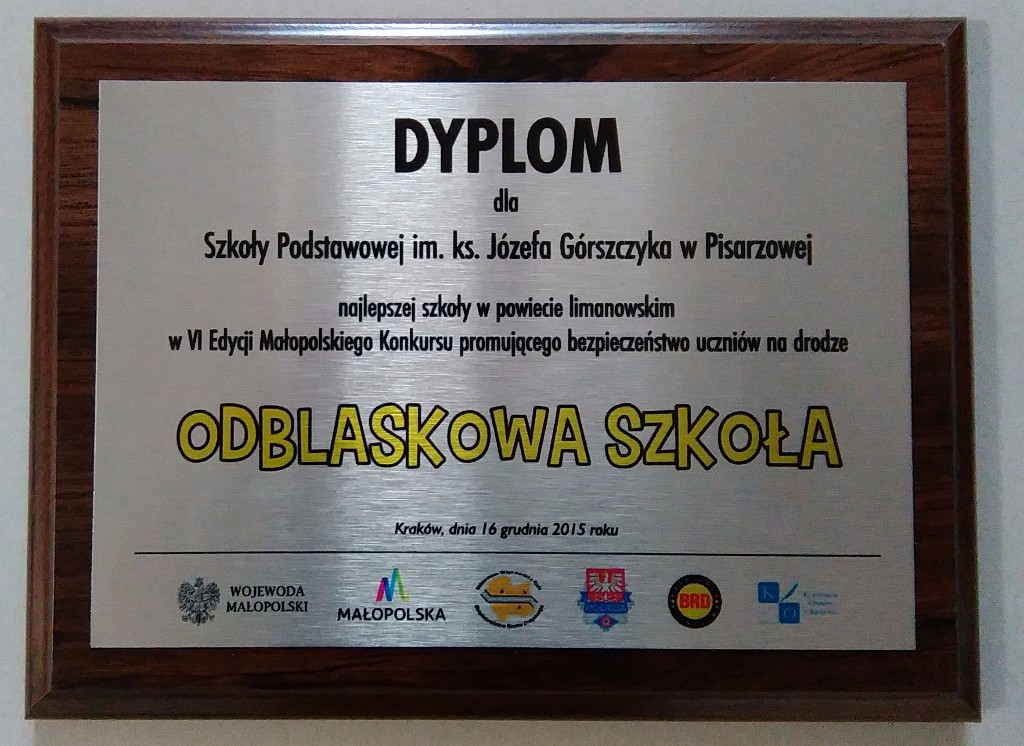 DYPLOM
dla
Szkoły Podstawowej im. ks. Józefa Górszczyka w Pisarzowej
najlepszej szkoły w powiecie limanowskim
w VI Edycji Małopolskiego Konkursu promującego bezpieczeństwo uczniów na drodze
ODBLASKOWA SZKOŁA
Kraków, dnia 16 grudnia 2015 roku
WOJEWODA
MAŁOPOLSKI
MAŁOPOLSKA
POLICJA
BRD
K
O